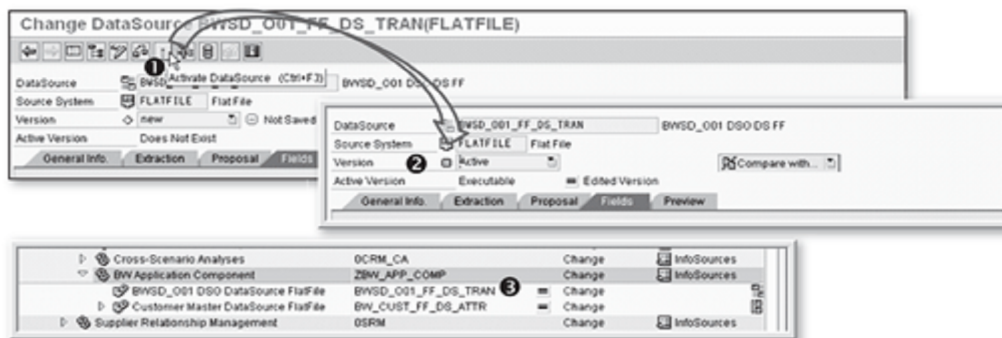 Change DataSource BWSD_O01_FF_DS_TRAN(FLATFILE)
❶
Activate DataSource (Ctrl+F3)
DataSource BWSD_ BWSD_O01 DSO DS FF
Source System FLATFILE Flat File
Version new Not Saved
Active Version Does Not Exist
General Info. Extraction Proposal Fields
DataSource BWSD_O01_FF_DS_TRAN BWSD_O01 DSO DS FF
Source System FLATFILE Flat File
Version ❷ Active Compare with...
Active Version Executable = Edited Version
General Info. Extraction Proposal Fields Preview
Cross-Scenario Analyses 0CRM_CA Change InfoSources
BW Application Component ZBW_APP_COMP Change InfoSources
BWSD_O01 DSO DataSource FlatFile BWSD_O01_FF_DS_TRAN ❸ = Change
Customer Master DataSource FlatFile BW_CUST_FF_DS_ATTR = Change
Supplier Relationship Management 0SRM Change InfoSources